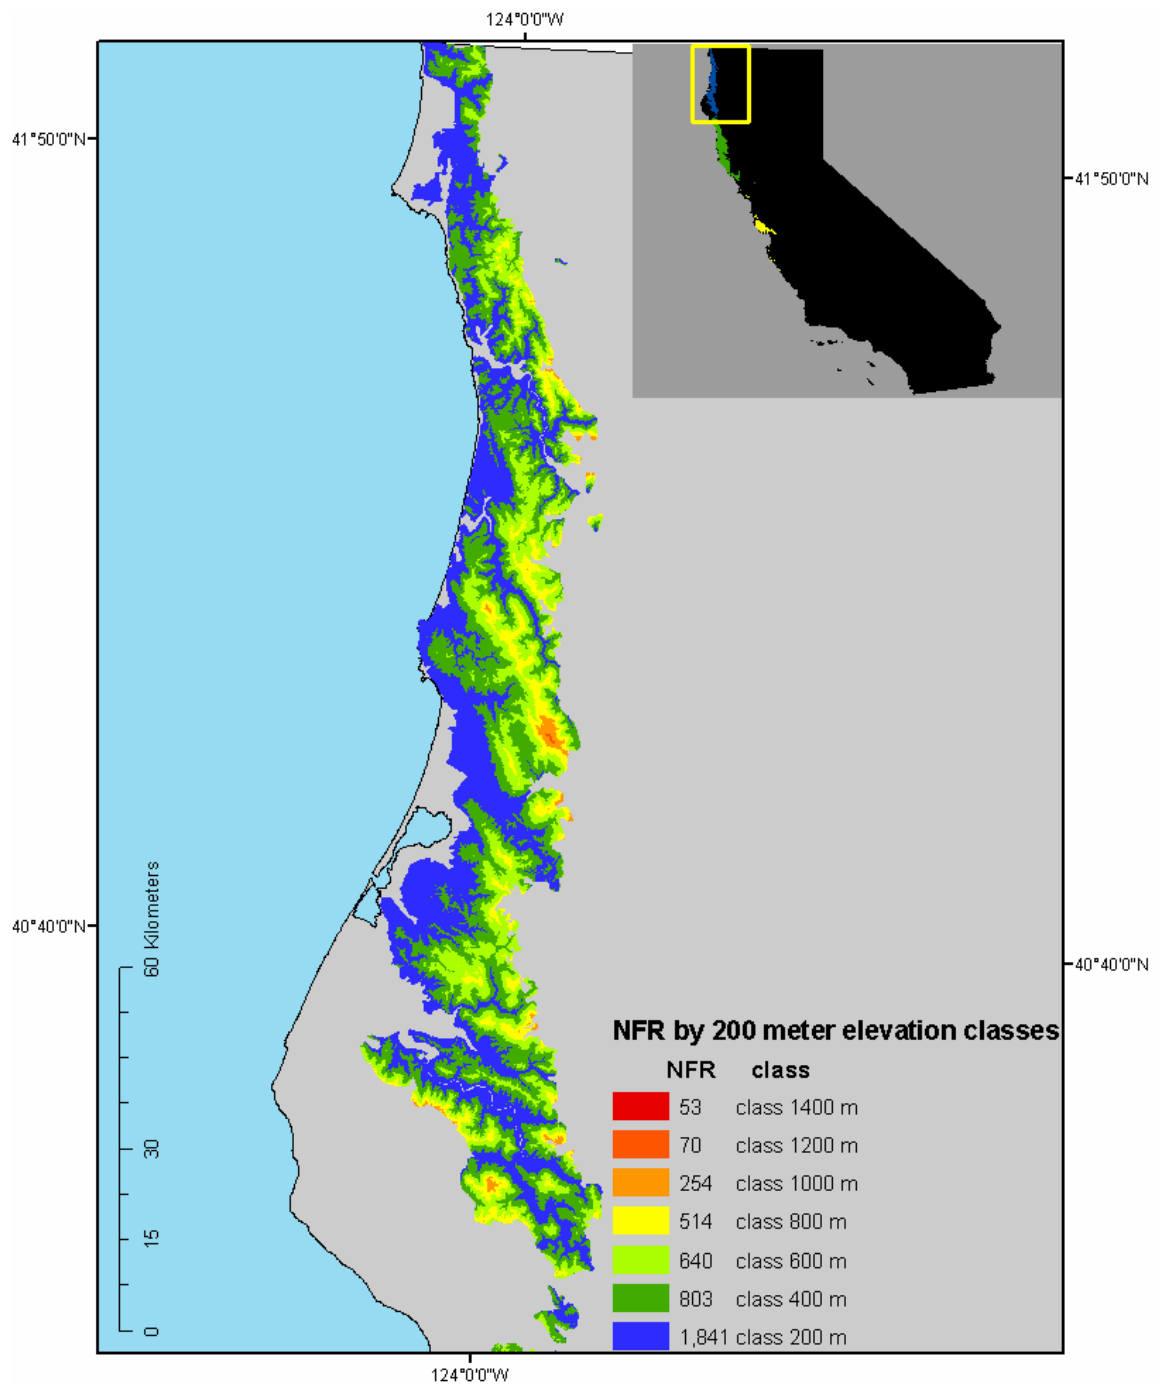 124°0'0"W
41°50'0"N
41°50'0"N
40°40'0"N
40°40'0"N
60 Kilometers
30
15
0
NFR by 200 meter elevation classes
NFR class
53 class 1400 m
70 class 1200 m
254 class 1000 m
514 class 800 m
640 class 600 m
803 class 400 m
1,841 class 200 m
124°0'0"W